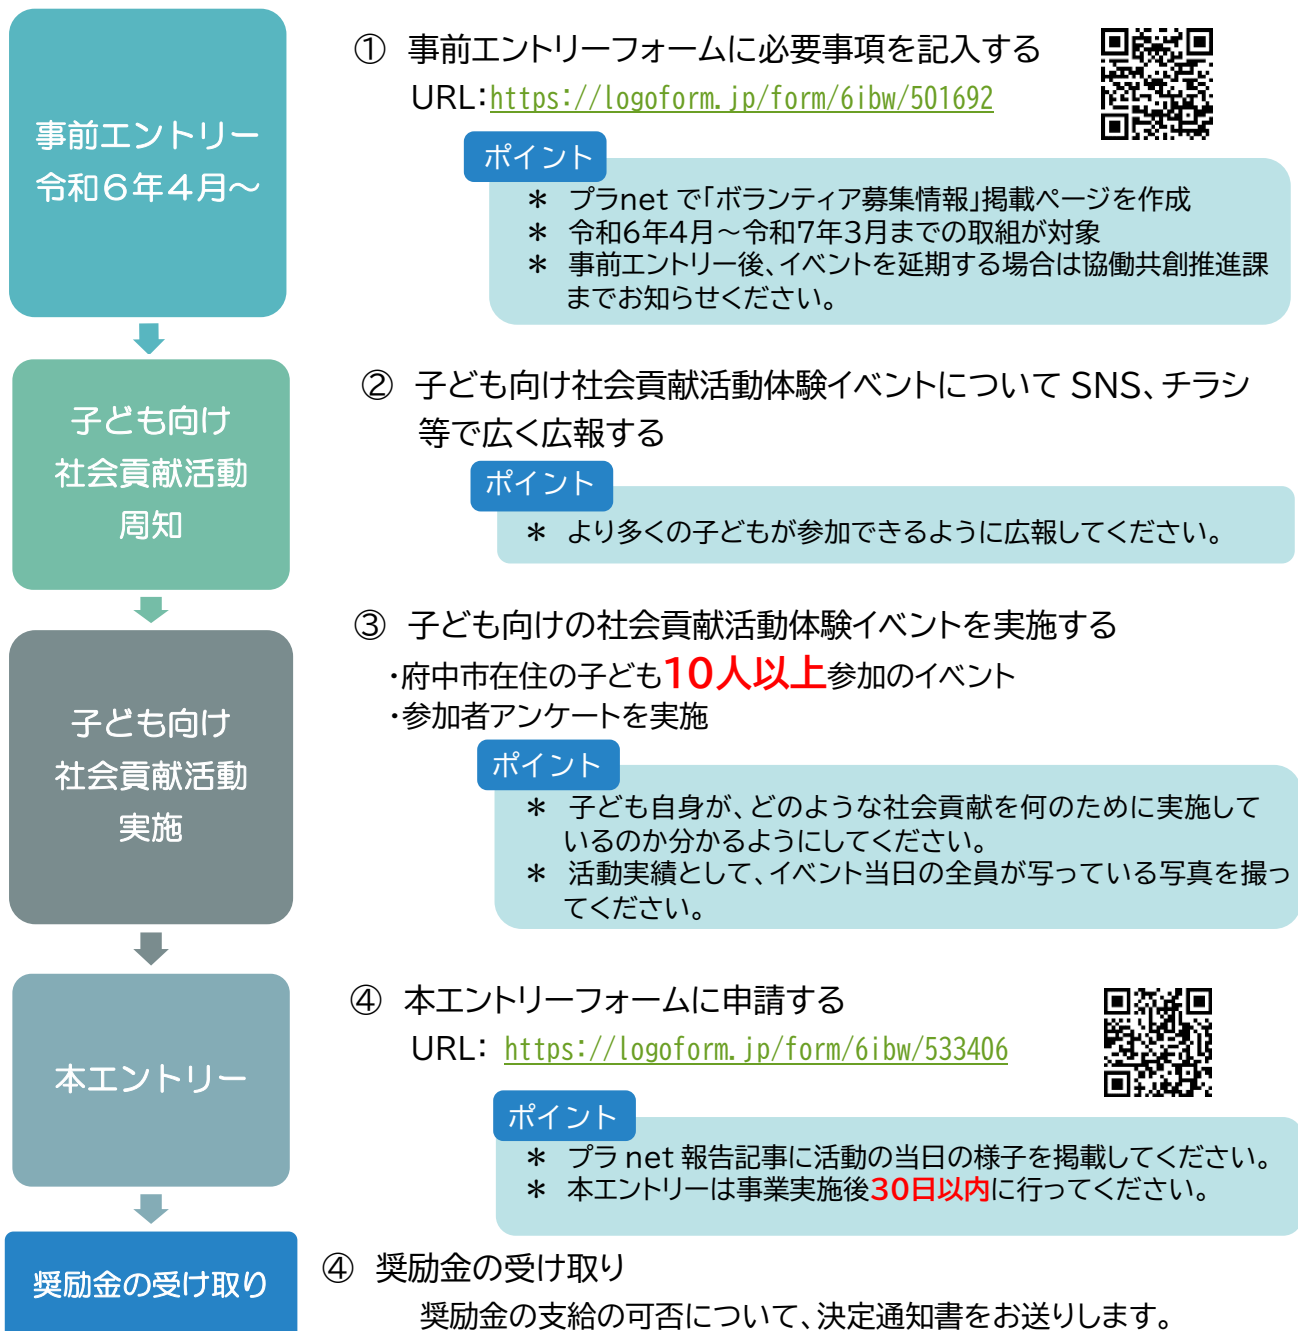 事前エントリー
令和６年４月～
① 事前エントリーフォームに必要事項を記入する
URL：https://logoform.jp/form/6ibw/501692
ポイント
＊ プラnet で「ボランティア募集情報」掲載ページを作成
＊ 令和6年4月～令和7年3月までの取組が対象
＊ 事前エントリー後、イベントを延期する場合は協働共創推進課
までお知らせください。
子ども向け
社会貢献活動
周知
② 子ども向け社会貢献活動体験イベントについて SNS、チラシ
等で広く広報する
ポイント
＊ より多くの子どもが参加できるように広報してください。
子ども向け
社会貢献活動
実施
③ 子ども向けの社会貢献活動体験イベントを実施する
・府中市在住の子ども10人以上参加のイベント
・参加者アンケートを実施
ポイント
＊ 子ども自身が、どのような社会貢献を何のために実施して
いるのか分かるようにしてください。
＊ 活動実績として、イベント当日の全員が写っている写真を撮っ
てください。
本エントリー
④ 本エントリーフォームに申請する
URL： https://logoform.jp/form/6ibw/533406
ポイント
＊ プラ net 報告記事に活動の当日の様子を掲載してください。
＊ 本エントリーは事業実施後30日以内に行ってください。
奨励金の受け取り
④ 奨励金の受け取り
奨励金の支給の可否について、決定通知書をお送りします。